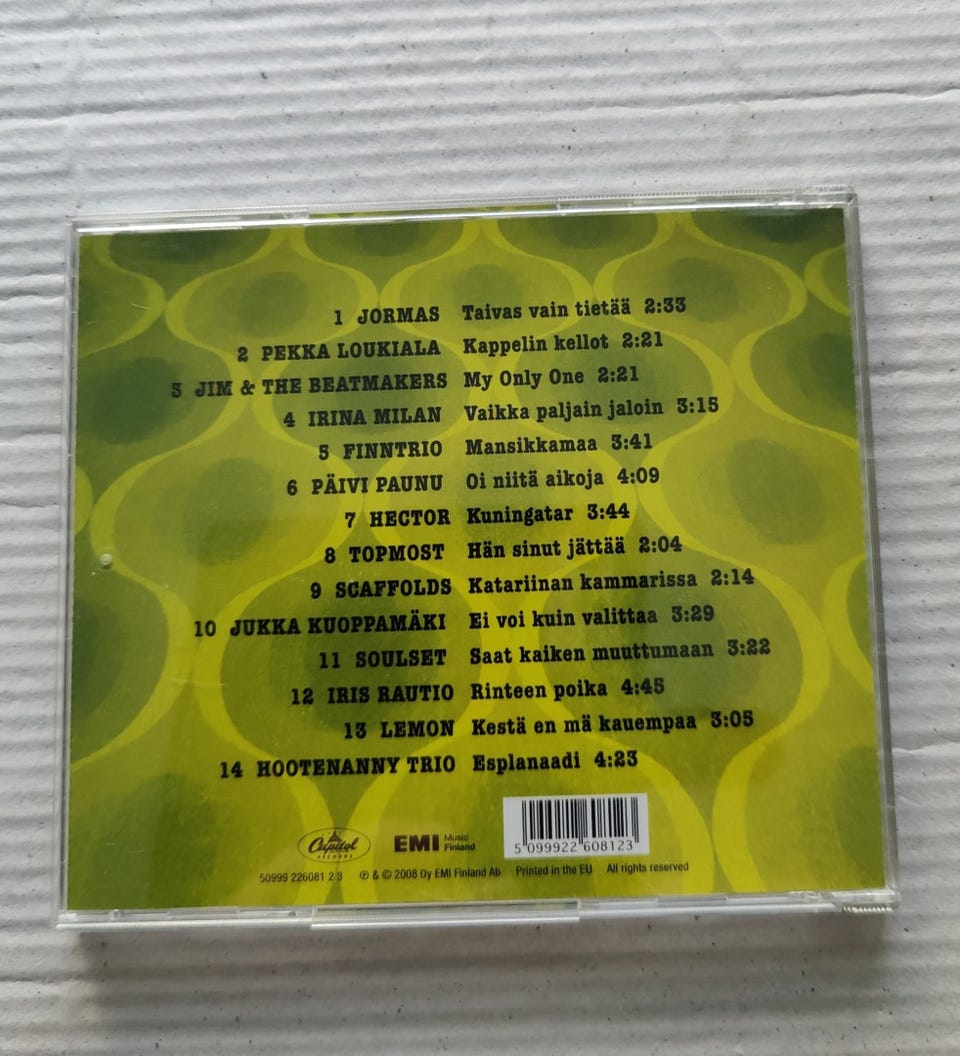 1 JORMAS Taivas vain tietää 2:33
2 PEKKA LOUKIALA Kappelin kellot 2:21
3 JIM & THE BEATMAKERS My Only One 2:21
4 IRINA MILAN Vaikka paljain jaloin 3:15
5 FINNTRIO Mansikkamaa 3:41
6 PÄIVI PAUNU Oi niitä aikoja 4:09
7 HECTOR Kuningatar 3:44
8 TOPMOST Hän sinut jättää 2:04
9 SCAFFOLDS Katariinan kammarissa 2:14
10 JUKKA KUOPPAMÄKI Ei voi kuin valittaa 3:29
11 SOULSET Saat kaiken muuttumaan 3:22
12 IRIS RAUTIO Rinteen poika 4:45
13 LEMON Kestä en mä kauempaa 3:05
14 HOOTENANNY TRIO Esplanaadi 4:23
Capitol
RECORDS
EMI Music
Finland
5 099922 608123
50999 226081 2 3 ℗ & © 2008 Oy EMI Finland Ab Printed in the EU All rights reserved